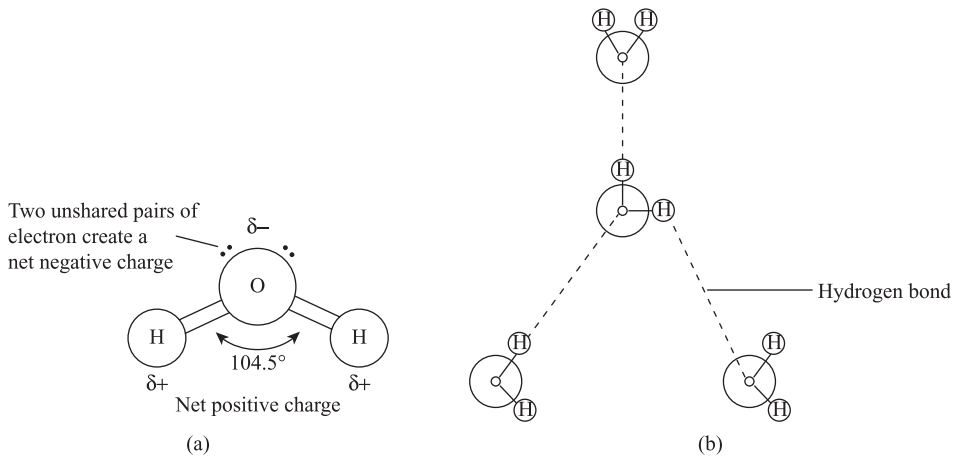 Two unshared pairs of
electron create a
net negative charge
δ–
O
H
H
104.5°
δ+
δ+
Net positive charge
(a)
H H
H
H
Hydrogen bond
H
H
H
H
(b)